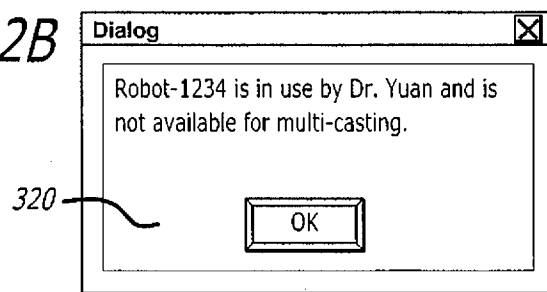 2B
Dialog
Robot-1234 is in use by Dr. Yuan and is
not available for multi-casting.
320
OK